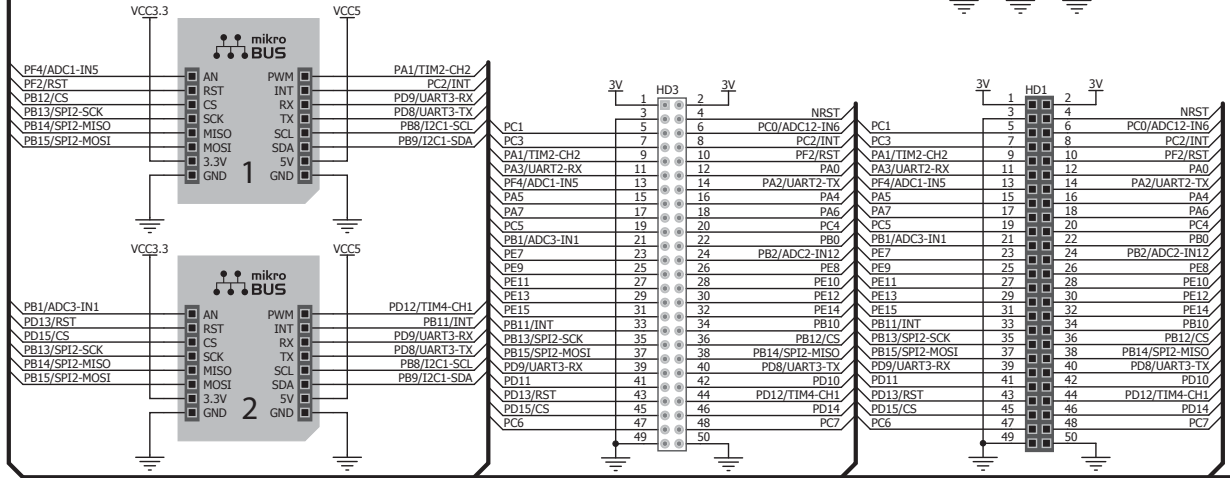 VCC3.3 VCC5
mikro
BUS
PF4/ADC1-IN5 AN PWM PA1/TIM2-CH2
PF2/RST RST INT PC2/INT
PB12/CS CS RX PD9/UART3-RX
PB13/SPI2-SCK SCK TX PD8/UART3-TX
PB14/SPI2-MISO MISO SCL PB8/I2C1-SCL
PB15/SPI2-MOSI MOSI SDA PB9/I2C1-SDA
3.3V 5V
GND 1 GND
VCC3.3 VCC5
mikro
BUS
PB1/ADC3-IN1 AN PWM PD12/TIM4-CH1
PD13/RST RST INT PB11/INT
PD15/CS CS RX PD9/UART3-RX
PB13/SPI2-SCK SCK TX PD8/UART3-TX
PB14/SPI2-MISO MISO SCL PB8/I2C1-SCL
PB15/SPI2-MOSI MOSI SDA PB9/I2C1-SDA
3.3V 5V
GND 2 GND
3V HD3 3V
1 2
3 4 NRST
PC1 5 6 PC0/ADC12-IN6
PC3 7 8 PC2/INT
PA1/TIM2-CH2 9 10 PF2/RST
PA3/UART2-RX 11 12 PA0
PF4/ADC1-IN5 13 14 PA2/UART2-TX
PA5 15 16 PA4
PA7 17 18 PA6
PC5 19 20 PC4
PB1/ADC3-IN1 21 22 PB0
PE7 23 24 PB2/ADC2-IN12
PE9 25 26 PE8
PE11 27 28 PE10
PE13 29 30 PE12
PE15 31 32 PE14
PB11/INT 33 34 PB10
PB13/SPI2-SCK 35 36 PB12/CS
PB15/SPI2-MOSI 37 38 PB14/SPI2-MISO
PD9/UART3-RX 39 40 PD8/UART3-TX
PD11 41 42 PD10
PD13/RST 43 44 PD12/TIM4-CH1
PD15/CS 45 46 PD14
PC6 47 48 PC7
49 50
3V HD1 3V
1 2
3 4 NRST
PC1 5 6 PC0/ADC12-IN6
PC3 7 8 PC2/INT
PA1/TIM2-CH2 9 10 PF2/RST
PA3/UART2-RX 11 12 PA0
PF4/ADC1-IN5 13 14 PA2/UART2-TX
PA5 15 16 PA4
PA7 17 18 PA6
PC5 19 20 PC4
PB1/ADC3-IN1 21 22 PB0
PE7 23 24 PB2/ADC2-IN12
PE9 25 26 PE8
PE11 27 28 PE10
PE13 29 30 PE12
PE15 31 32 PE14
PB11/INT 33 34 PB10
PB13/SPI2-SCK 35 36 PB12/CS
PB15/SPI2-MOSI 37 38 PB14/SPI2-MISO
PD9/UART3-RX 39 40 PD8/UART3-TX
PD11 41 42 PD10
PD13/RST 43 44 PD12/TIM4-CH1
PD15/CS 45 46 PD14
PC6 47 48 PC7
49 50